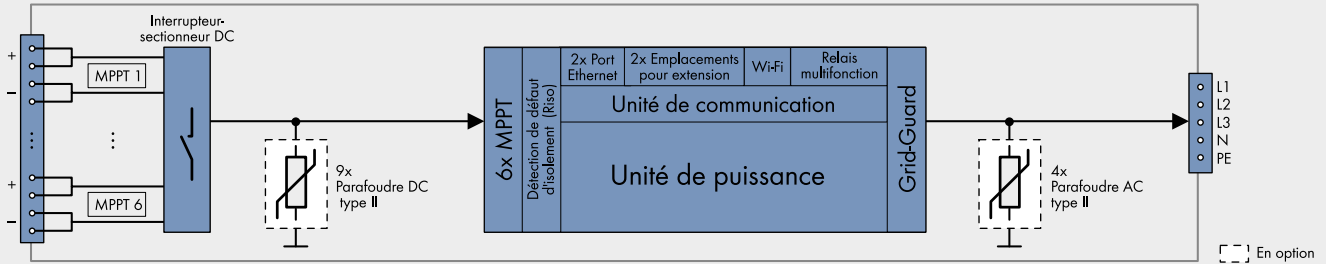 Interrupteur-
sectionneur DC
+
MPPT 1
−
...
...
+
MPPT 6
−
9x
Parafoudre DC
type II
6x MPPT
Détection de défaut
d'isolement (Riso)
2x Port
Ethernet
2x Emplacements
pour extension
Wi-Fi
Relais
multifonction
Unité de communication
Unité de puissance
Grid-Guard
4x
Parafoudre AC
type II
L1
L2
L3
N
PE
En option